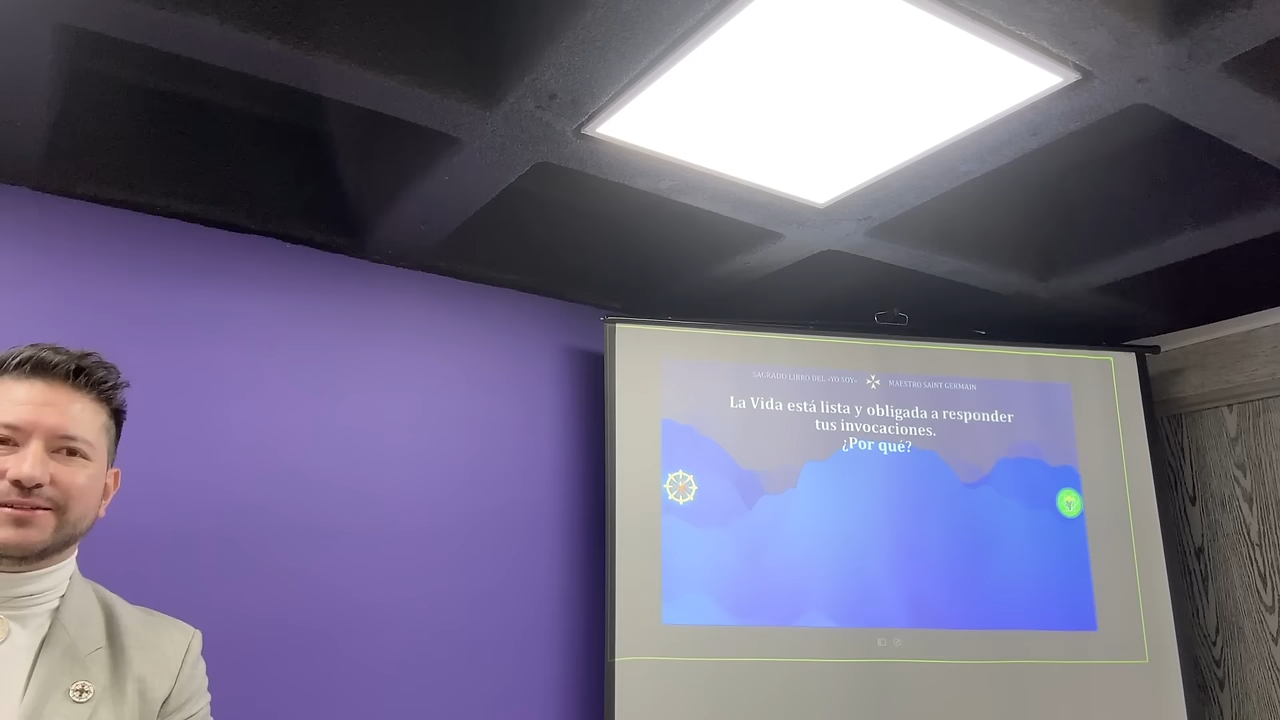 SAGRADO LIBRO DEL «YO SOY» MAESTRO SAINT GERMAIN
La Vida está lista y obligada a responder
tus invocaciones.
¿Por qué?